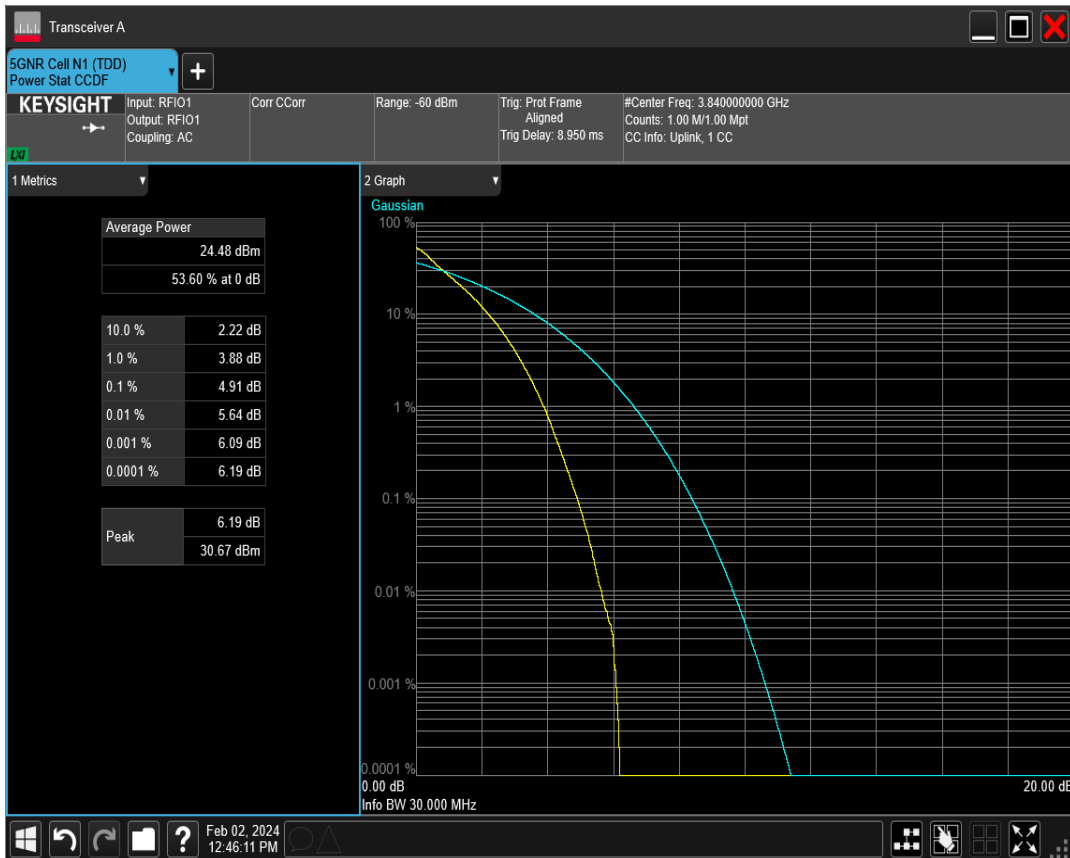 Transceiver A
5GNR Cell N1 (TDD)
Power Stat CCDF
KEYSIGHT
LXI
Input: RFIO1
Output: RFIO1
Coupling: AC
Corr CCorr
Range: -60 dBm
Trig: Prot Frame
Aligned
Trig Delay: 8.950 ms
#Center Freq: 3.840000000 GHz
Counts: 1.00 M/1.00 Mpt
CC Info: Uplink, 1 CC
1 Metrics
Average Power
24.48 dBm
53.60 % at 0 dB
10.0 % 2.22 dB
1.0 % 3.88 dB
0.1 % 4.91 dB
0.01 % 5.64 dB
0.001 % 6.09 dB
0.0001 % 6.19 dB
Peak
6.19 dB
30.67 dBm
2 Graph
Gaussian
100 %
10 %
1 %
0.1 %
0.01 %
0.001 %
0.0001 %
0.00 dB 20.00 dB
Info BW 30.000 MHz
?
Feb 02, 2024
12:46:11 PM